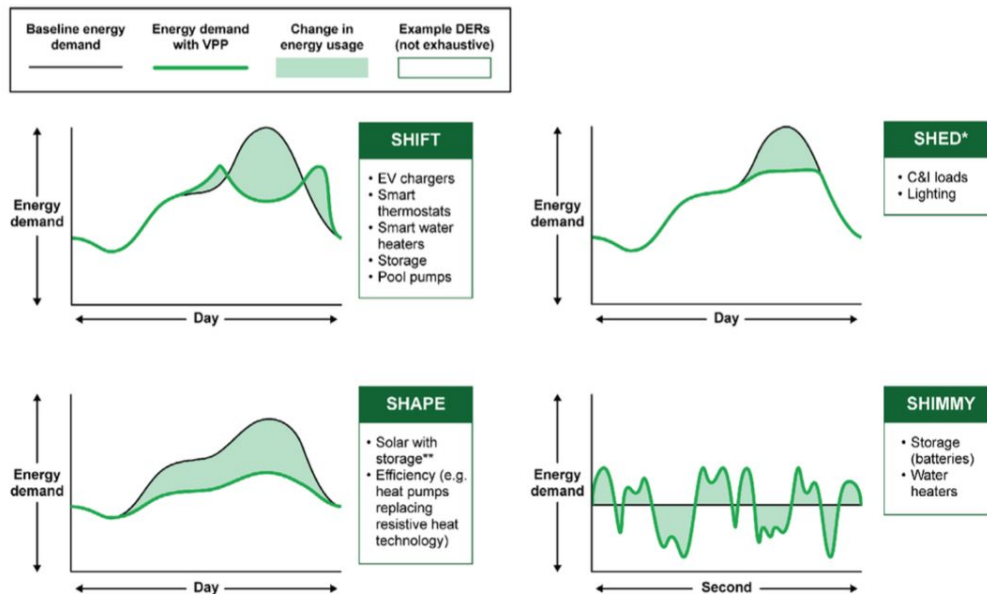 Baseline energy
demand
Energy demand
with VPP
Change in
energy usage
Example DERs
(not exhaustive)
Energy
demand
Day
SHIFT
• EV chargers
• Smart
thermostats
• Smart water
heaters
• Storage
• Pool pumps
Energy
demand
Day
SHED*
• C&I loads
• Lighting
Energy
demand
Day
SHAPE
• Solar with
storage**
• Efficiency (e.g.
heat pumps
replacing
resistive heat
technology)
Energy
demand
Second
SHIMMY
• Storage
(batteries)
• Water
heaters